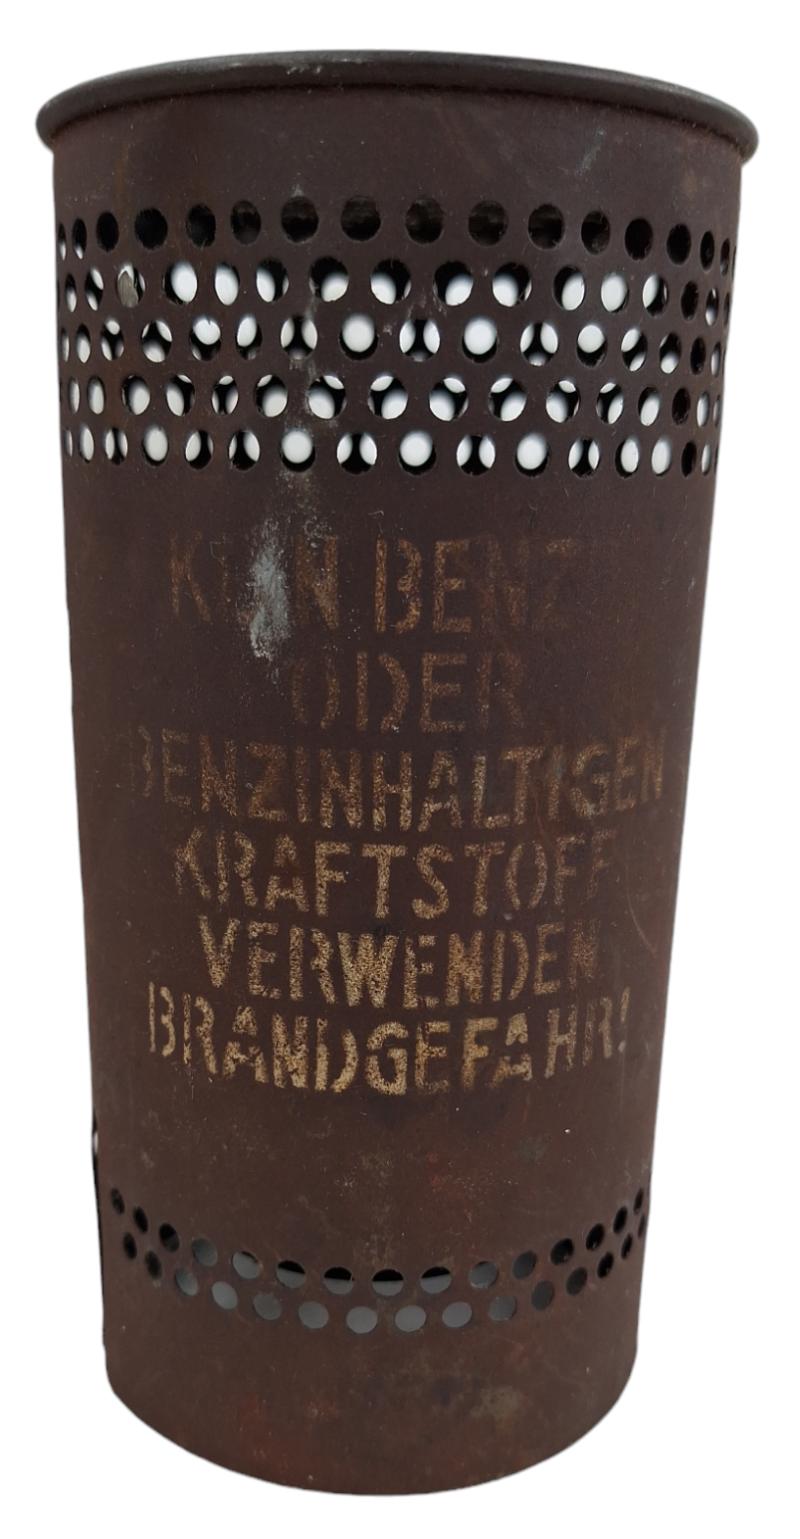 KEIN BENZIN
ODER
BENZINHALTIGEN
KRAFTSTOFF
VERWENDEN
BRANDGEFAHR!